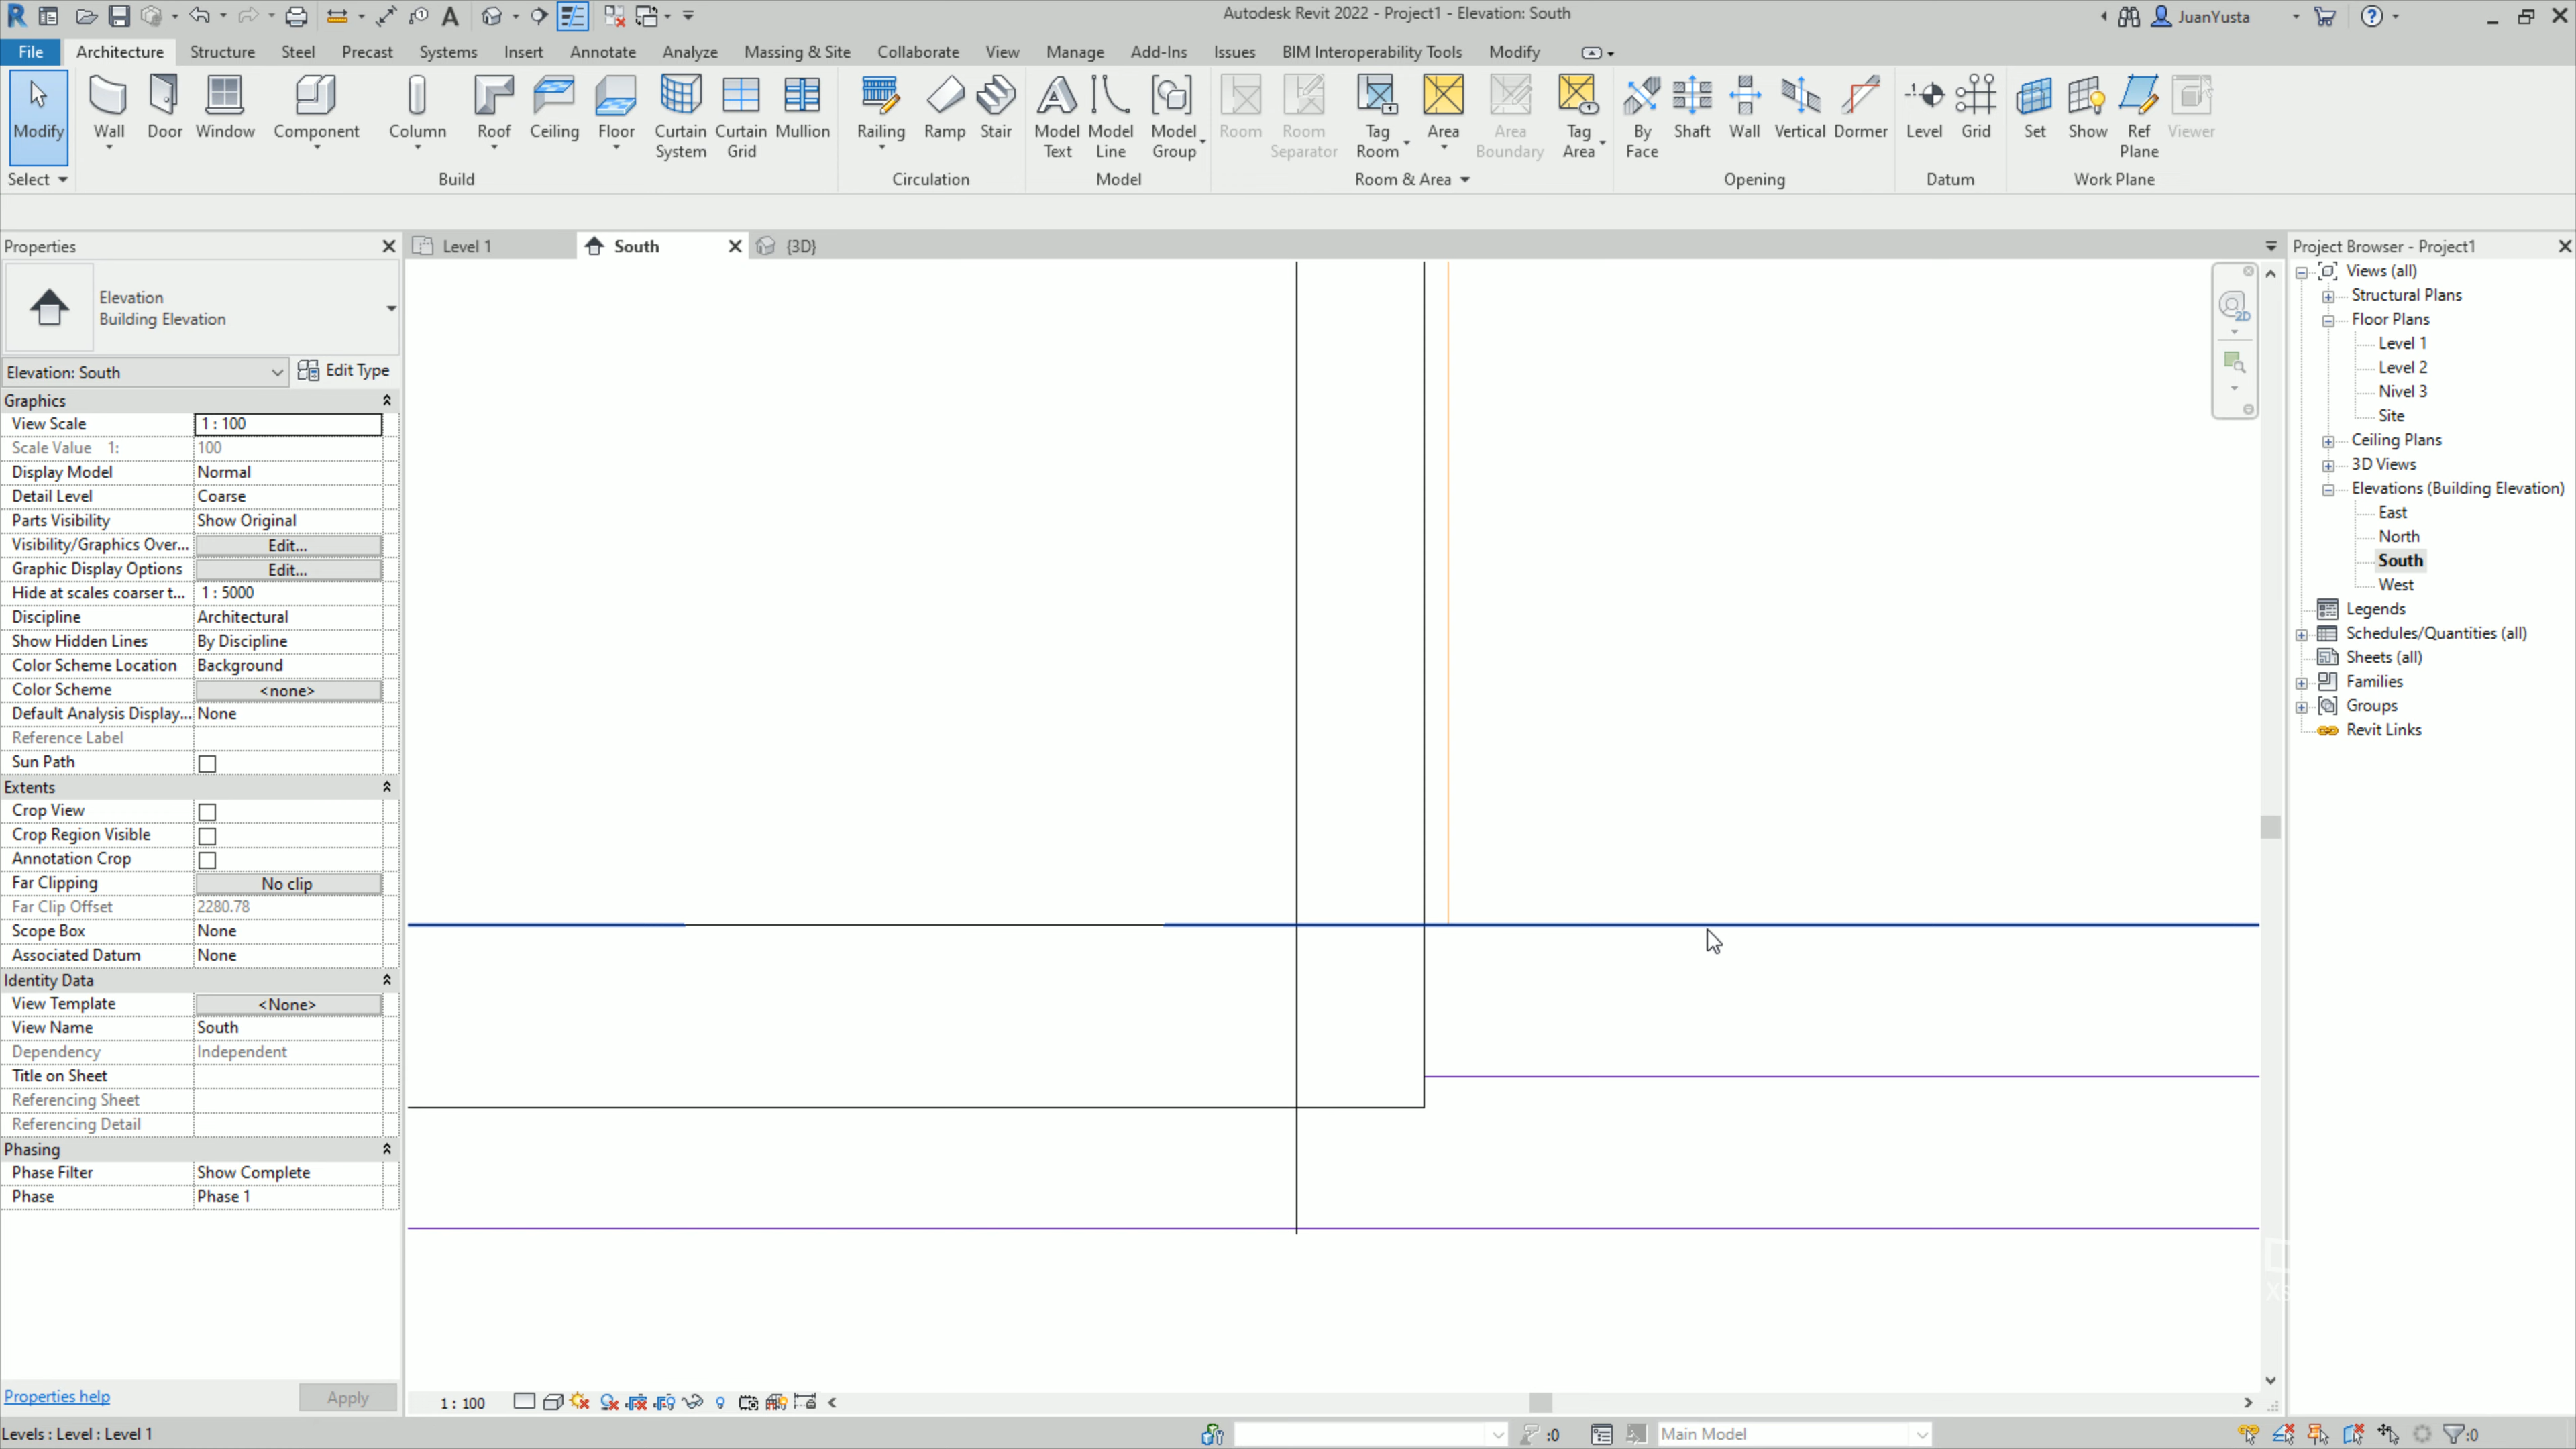 Autodesk Revit 2022 - Project1 - Elevation: South
JuanYusta
File Architecture Structure Steel Precast Systems Insert Annotate Analyze Massing & Site Collaborate View Manage Add-Ins Issues BIM Interoperability Tools Modify
Modify Wall Door Window Component Column Roof Ceiling Floor Curtain System Curtain Grid Mullion Railing Ramp Stair Model Text Model Line Model Group Room Room Separator Tag Room Area Area Boundary Tag Area By Face Shaft Wall Vertical Dormer Level Grid Set Show Ref Plane Viewer
Select Build Circulation Model Room & Area Opening Datum Work Plane
Properties
Level 1
South
{3D}
Elevation
Building Elevation
Elevation: South
Edit Type
Graphics
View Scale 1 : 100
Scale Value 1: 100
Display Model Normal
Detail Level Coarse
Parts Visibility Show Original
Visibility/Graphics Over... Edit...
Graphic Display Options Edit...
Hide at scales coarser t... 1 : 5000
Discipline Architectural
Show Hidden Lines By Discipline
Color Scheme Location Background
Color Scheme <none>
Default Analysis Display... None
Reference Label
Sun Path
Extents
Crop View
Crop Region Visible
Annotation Crop
Far Clipping No clip
Far Clip Offset 2280.78
Scope Box None
Associated Datum None
Identity Data
View Template <None>
View Name South
Dependency Independent
Title on Sheet
Referencing Sheet
Referencing Detail
Phasing
Phase Filter Show Complete
Phase Phase 1
Properties help
Apply
2D
Project Browser - Project1
Views (all)
Structural Plans
Floor Plans
Level 1
Level 2
Nivel 3
Site
Ceiling Plans
3D Views
Elevations (Building Elevation)
East
North
South
West
Legends
Schedules/Quantities (all)
Sheets (all)
Families
Groups
Revit Links
1 : 100
Levels : Level : Level 1
:0
Main Model
:0